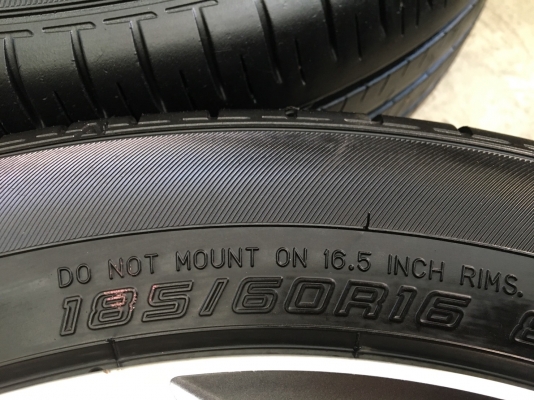 DO NOT MOUNT ON 16.5 INCH RIMS.
185/60R16